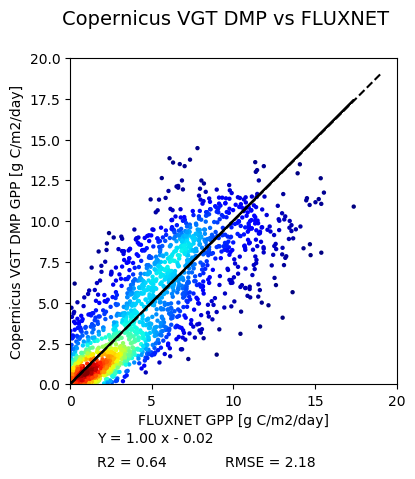 Copernicus VGT DMP vs FLUXNET
Copernicus VGT DMP GPP [g C/m2/day]
20.0
17.5
15.0
12.5
10.0
7.5
5.0
2.5
0.0
0 5 10 15 20
FLUXNET GPP [g C/m2/day]
Y = 1.00 x - 0.02
R2 = 0.64 RMSE = 2.18